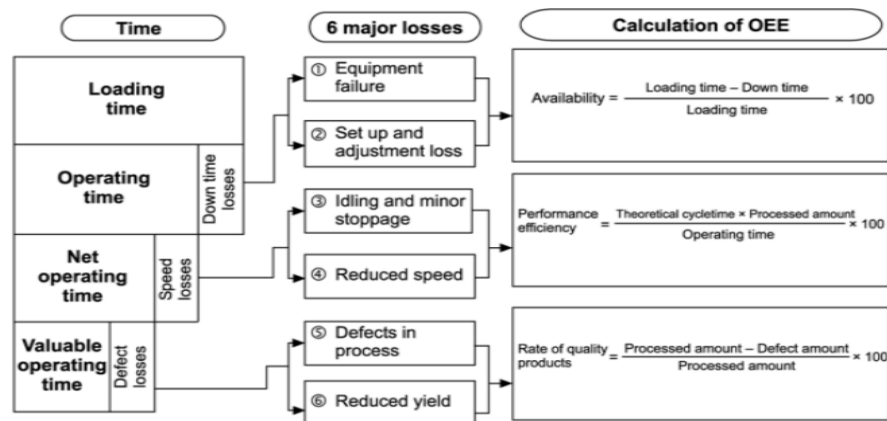 Time
6 major losses
Calculation of OEE
Loading
time
Operating
time
Down time
losses
Net
operating
time
Speed
losses
Valuable
operating
time
Defect
losses
① Equipment
failure
② Set up and
adjustment loss
③ Idling and minor
stoppage
④ Reduced speed
⑤ Defects in
process
⑥ Reduced yield
Availability = Loading time – Down time / Loading time × 100
Performance
efficiency
= Theoretical cycletime × Processed amount / Operating time × 100
Rate of quality
products
= Processed amount – Defect amount / Processed amount × 100